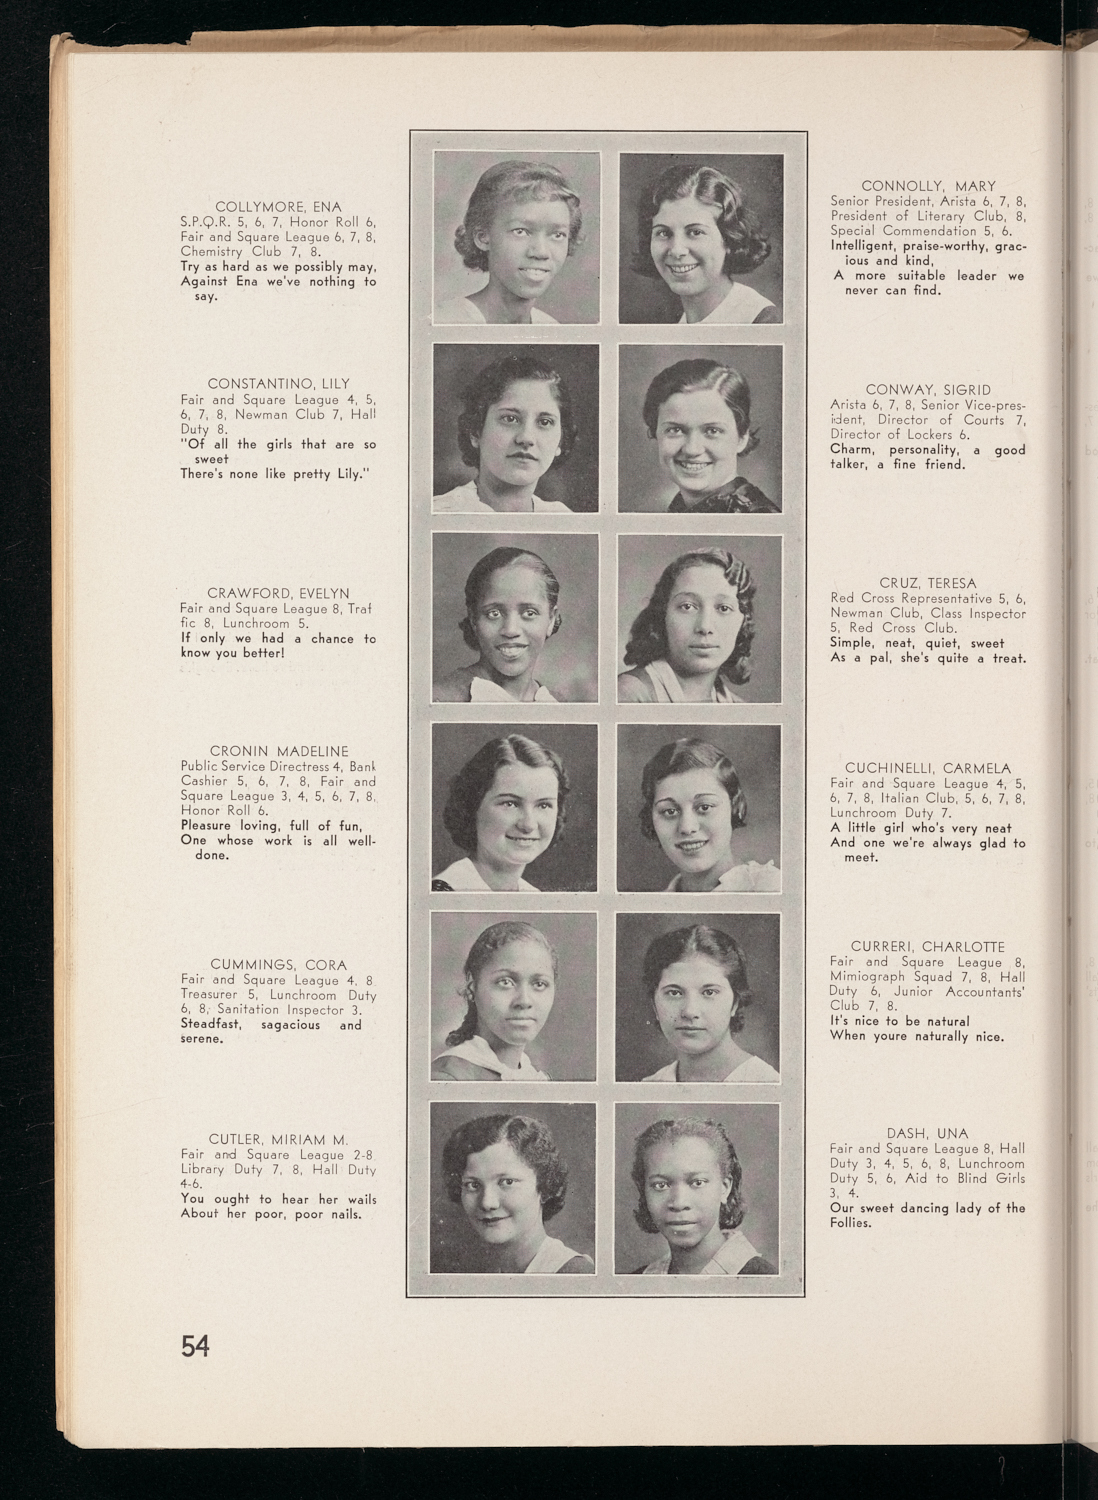 COLLYMORE, ENA
S.P.Q.R. 5, 6, 7, Honor Roll 6,
Fair and Square League 6, 7, 8,
Chemistry Club 7, 8.
Try as hard as we possibly may,
Against Ena we've nothing to
say.
CONSTANTINO, LILY
Fair and Square League 4, 5,
6, 7, 8, Newman Club 7, Hall
Duty 8.
"Of all the girls that are so
sweet
There's none like pretty Lily."
CRAWFORD, EVELYN
Fair and Square League 8, Traf
fic 8, Lunchroom 5.
If only we had a chance to
know you better!
CRONIN MADELINE
Public Service Directress 4, Bank
Cashier 5, 6, 7, 8, Fair and
Square League 3, 4, 5, 6, 7, 8,
Honor Roll 6.
Pleasure loving, full of fun,
One whose work is all well-
done.
CUMMINGS, CORA
Fair and Square League 4, 8
Treasurer 5, Lunchroom Duty
6, 8, Sanitation Inspector 3.
Steadfast, sagacious and
serene.
CUTLER, MIRIAM M.
Fair and Square League 2-8
Library Duty 7, 8, Hall Duty
4-6.
You ought to hear her wails
About her poor, poor nails.
54
CONNOLLY, MARY
Senior President, Arista 6, 7, 8,
President of Literary Club, 8,
Special Commendation 5, 6.
Intelligent, praise-worthy, grac-
ious and kind,
A more suitable leader we
never can find.
CONWAY, SIGRID
Arista 6, 7, 8, Senior Vice-pres-
ident, Director of Courts 7,
Director of Lockers 6.
Charm, personality, a good
talker, a fine friend.
CRUZ, TERESA
Red Cross Representative 5, 6,
Newman Club, Class Inspector
5, Red Cross Club.
Simple, neat, quiet, sweet
As a pal, she's quite a treat.
CUCHINELLI, CARMELA
Fair and Square League 4, 5,
6, 7, 8, Italian Club, 5, 6, 7, 8,
Lunchroom Duty 7.
A little girl who's very neat
And one we're always glad to
meet.
CURRERI, CHARLOTTE
Fair and Square League 8,
Mimiograph Squad 7, 8, Hall
Duty 6, Junior Accountants'
Club 7, 8.
It's nice to be natural
When youre naturally nice.
DASH, UNA
Fair and Square League 8, Hall
Duty 3, 4, 5, 6, 8, Lunchroom
Duty 5, 6, Aid to Blind Girls
3, 4.
Our sweet dancing lady of the
Follies.